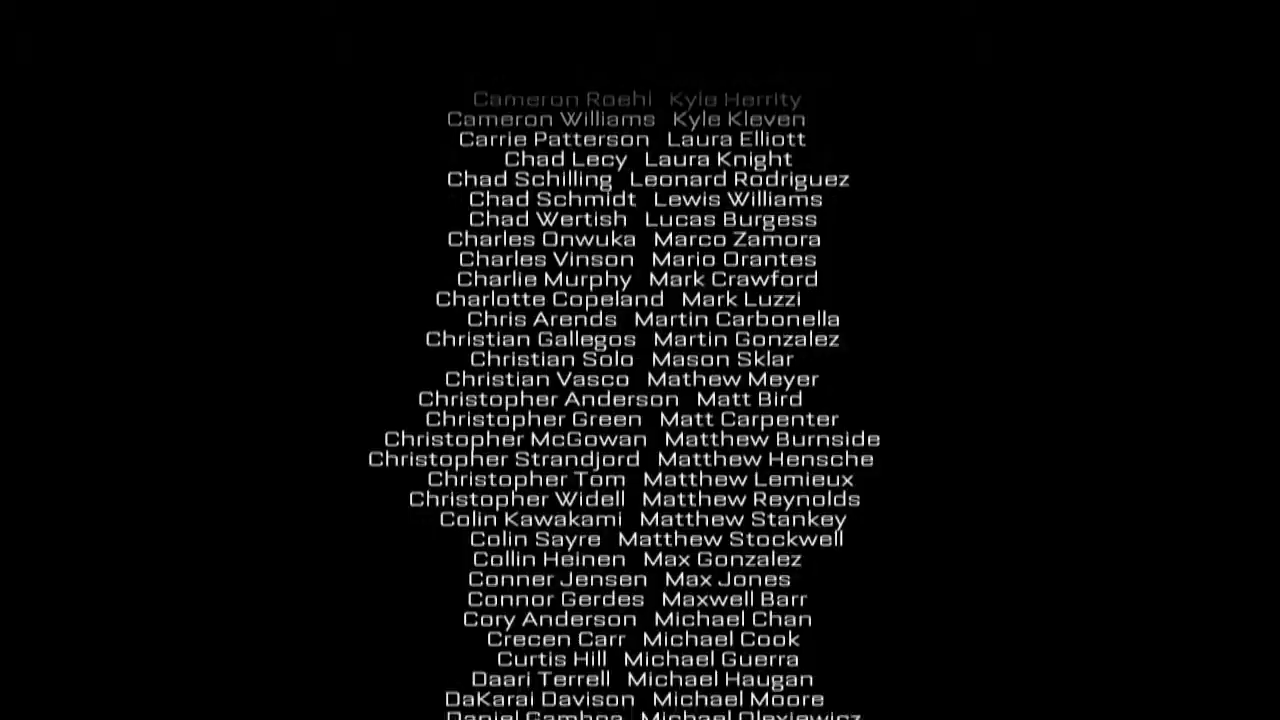 Cameron Roehl Kyle Herrity
Cameron Williams Kyle Kleven
Carrie Patterson Laura Elliott
Chad Lecy Laura Knight
Chad Schilling Leonard Rodriguez
Chad Schmidt Lewis Williams
Chad Wertish Lucas Burgess
Charles Onwuka Marco Zamora
Charles Vinson Mario Orantes
Charlie Murphy Mark Crawford
Charlotte Copeland Mark Luzzi
Chris Arends Martin Carbonella
Christian Gallegos Martin Gonzalez
Christian Solo Mason Sklar
Christian Vasco Mathew Meyer
Christopher Anderson Matt Bird
Christopher Green Matt Carpenter
Christopher McGowan Matthew Burnside
Christopher Strandjord Matthew Hensche
Christopher Tom Matthew Lemieux
Christopher Widell Matthew Reynolds
Colin Kawakami Matthew Stankey
Colin Sayre Matthew Stockwell
Collin Heinen Max Gonzalez
Conner Jensen Max Jones
Connor Gerdes Maxwell Barr
Cory Anderson Michael Chan
Crecen Carr Michael Cook
Curtis Hill Michael Guerra
Daari Terrell Michael Haugan
DaKarai Davison Michael Moore
Daniel Gamboa Michael Olexiewicz